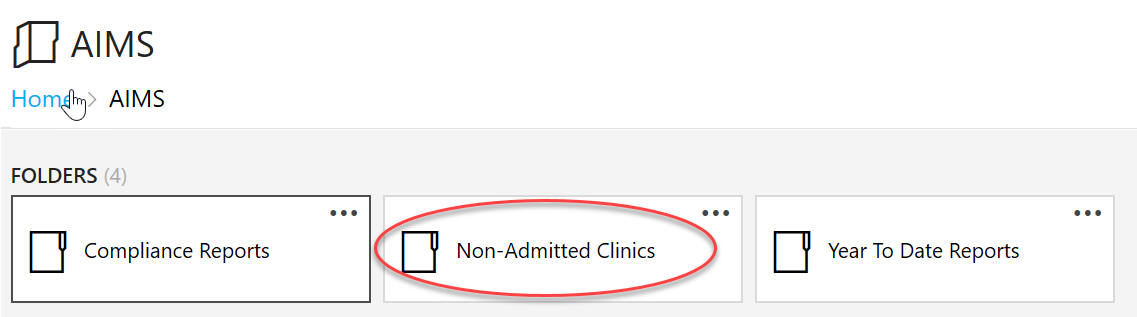 AIMS
Home > AIMS
FOLDERS (4)
Compliance Reports
Non-Admitted Clinics
Year To Date Reports